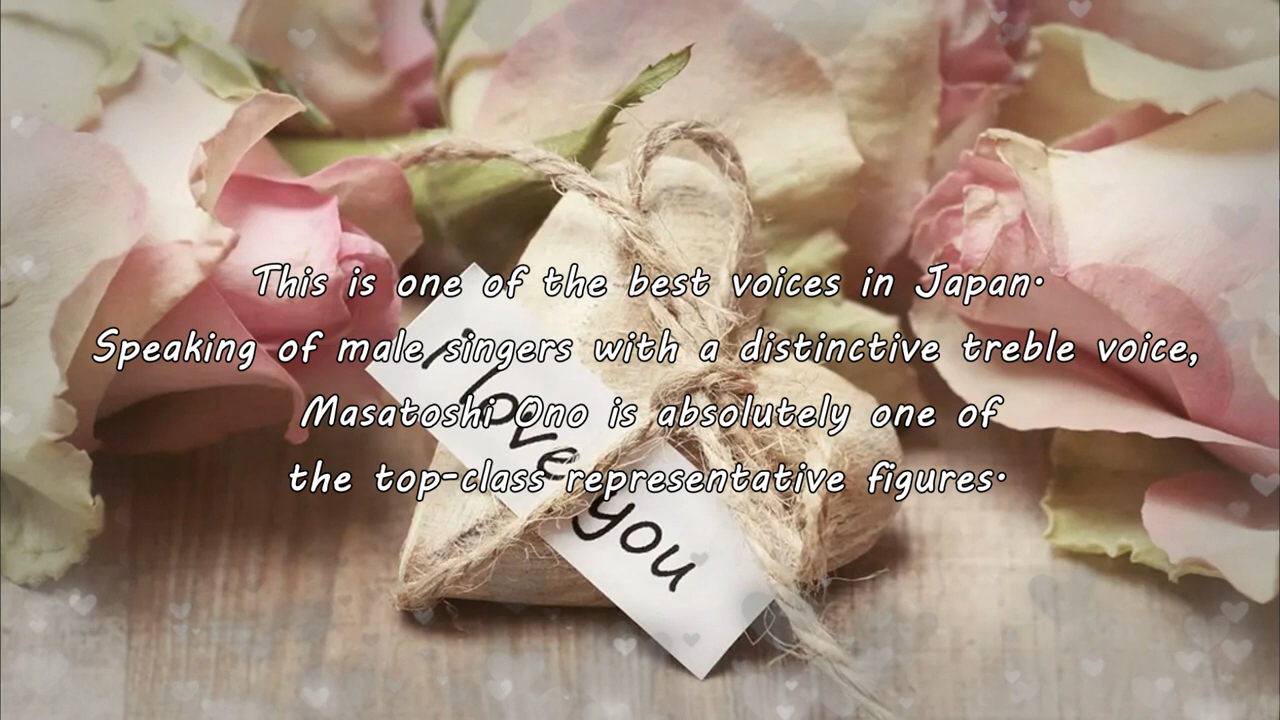 This is one of the best voices in Japan.
Speaking of male singers with a distinctive treble voice,
Masatoshi Ono is absolutely one of
the top-class representative figures.
i love
you